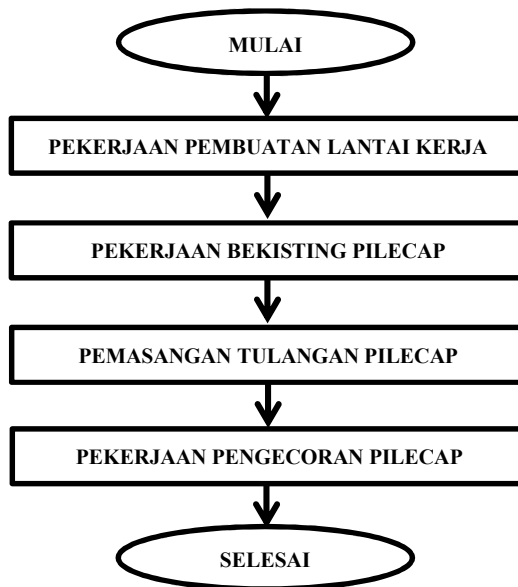 MULAI
PEKERJAAN PEMBUATAN LANTAI KERJA
PEKERJAAN BEKISTING PILECAP
PEMASANGAN TULANGAN PILECAP
PEKERJAAN PENGECORAN PILECAP
SELESAI